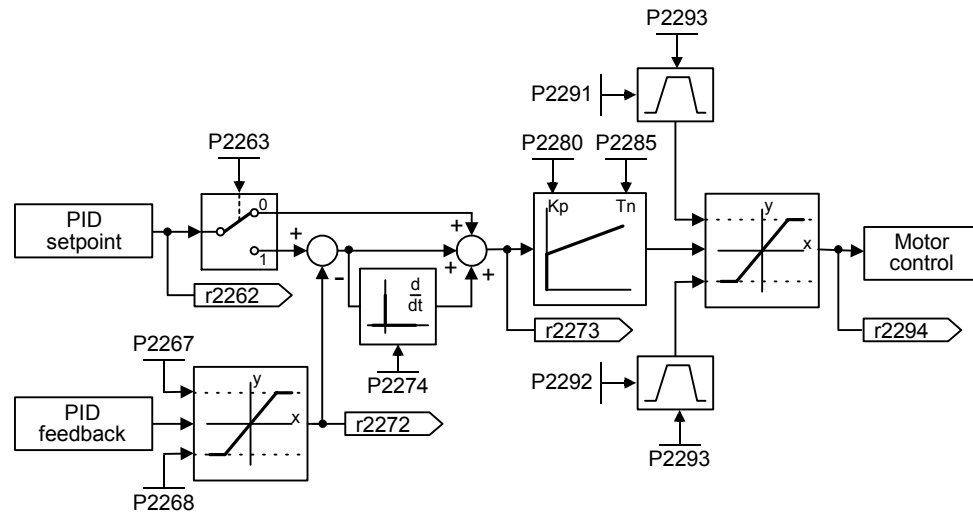 P2293
P2291
P2280
P2285
P2263
Kp
Tn
0
y
PID
setpoint
+
x
Motor
control
+
1
-
+
+
d
dt
r2262
r2273
r2294
P2267
P2274
P2292
y
PID
feedback
x
r2272
P2293
P2268